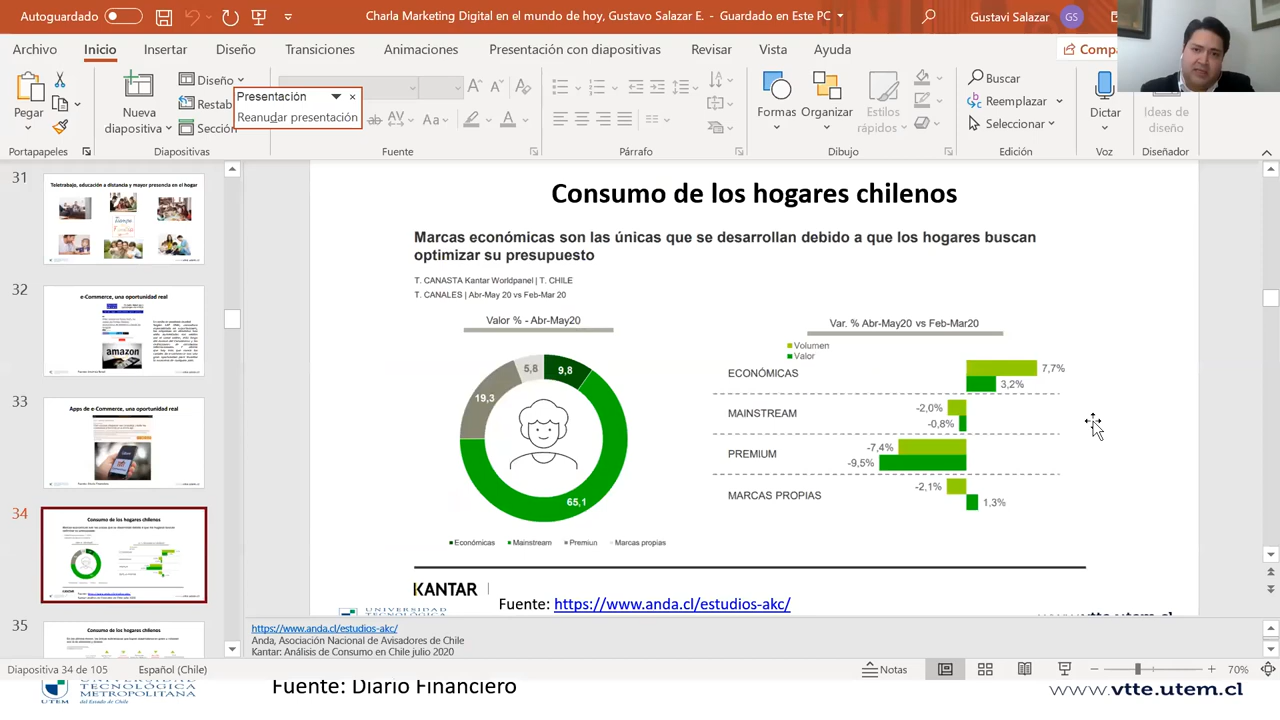 Autoguardado
Charla Marketing Digital en el mundo de hoy, Gustavo Salazar E. - Guardado en Este PC
Gustavi Salazar
GS
Archivo
Inicio
Insertar
Diseño
Transiciones
Animaciones
Presentación con diapositivas
Revisar
Vista
Ayuda
Compa
Pegar
Nueva
diapositiva
Diseño
Restab
Sección
Presentación
Reanudar presentación
Formas
Organizar
Estilos
rápidos
Buscar
Reemplazar
Seleccionar
Dictar
Ideas de
diseño
Portapapeles
Diapositivas
Fuente
Párrafo
Dibujo
Edición
Voz
Diseñador
31
Teletrabajo, educación a distancia y mayor presencia en el hogar
32
e-Commerce, una oportunidad real
amazon
33
Apps de e-Commerce, una oportunidad real
34
Consumo de los hogares chilenos
35
Consumo de los hogares chilenos
Consumo de los hogares chilenos
Marcas económicas son las únicas que se desarrollan debido a que los hogares buscan
optimizar su presupuesto
T. CANASTA Kantar Worldpanel | T. CHILE
T. CANALES | Abr-May 20 vs Feb-Mar 20
Valor % - Abr-May20
5,8
9,8
19,3
65,1
Económicas
Mainstream
Premiun
Marcas propias
Var. % Abr-May20 vs Feb-Mar20
Volumen
Valor
ECONÓMICAS
7,7%
3,2%
MAINSTREAM
-2,0%
-0,8%
PREMIUM
-7,4%
-9,5%
MARCAS PROPIAS
-2,1%
1,3%
KANTAR
Fuente: https://www.anda.cl/estudios-akc/
https://www.anda.cl/estudios-akc/
Anda, Asociación Nacional de Avisadores de Chile
Kantar: Análisis de Consumo en Chile julio 2020
Diapositiva 34 de 105
Español (Chile)
Notas
70%
UTEM
TECNOLÓGICA
METROPOLITANA
del Estado de Chile
Fuente: Diario Financiero
www.vtte.utem.cl